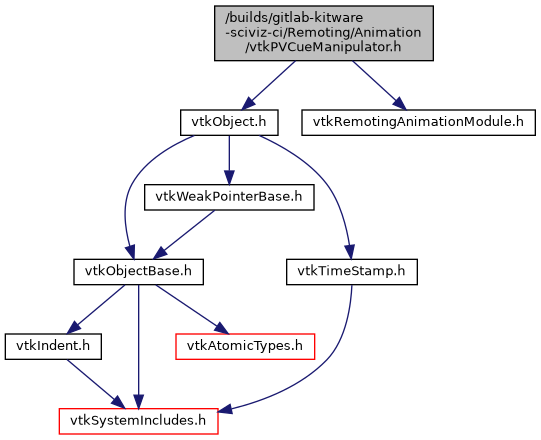 /builds/gitlab-kitware
-sciviz-ci/Remoting/Animation
/vtkPVCueManipulator.h
vtkObject.h
vtkRemotingAnimationModule.h
vtkWeakPointerBase.h
vtkObjectBase.h
vtkTimeStamp.h
vtkIndent.h
vtkAtomicTypes.h
vtkSystemIncludes.h